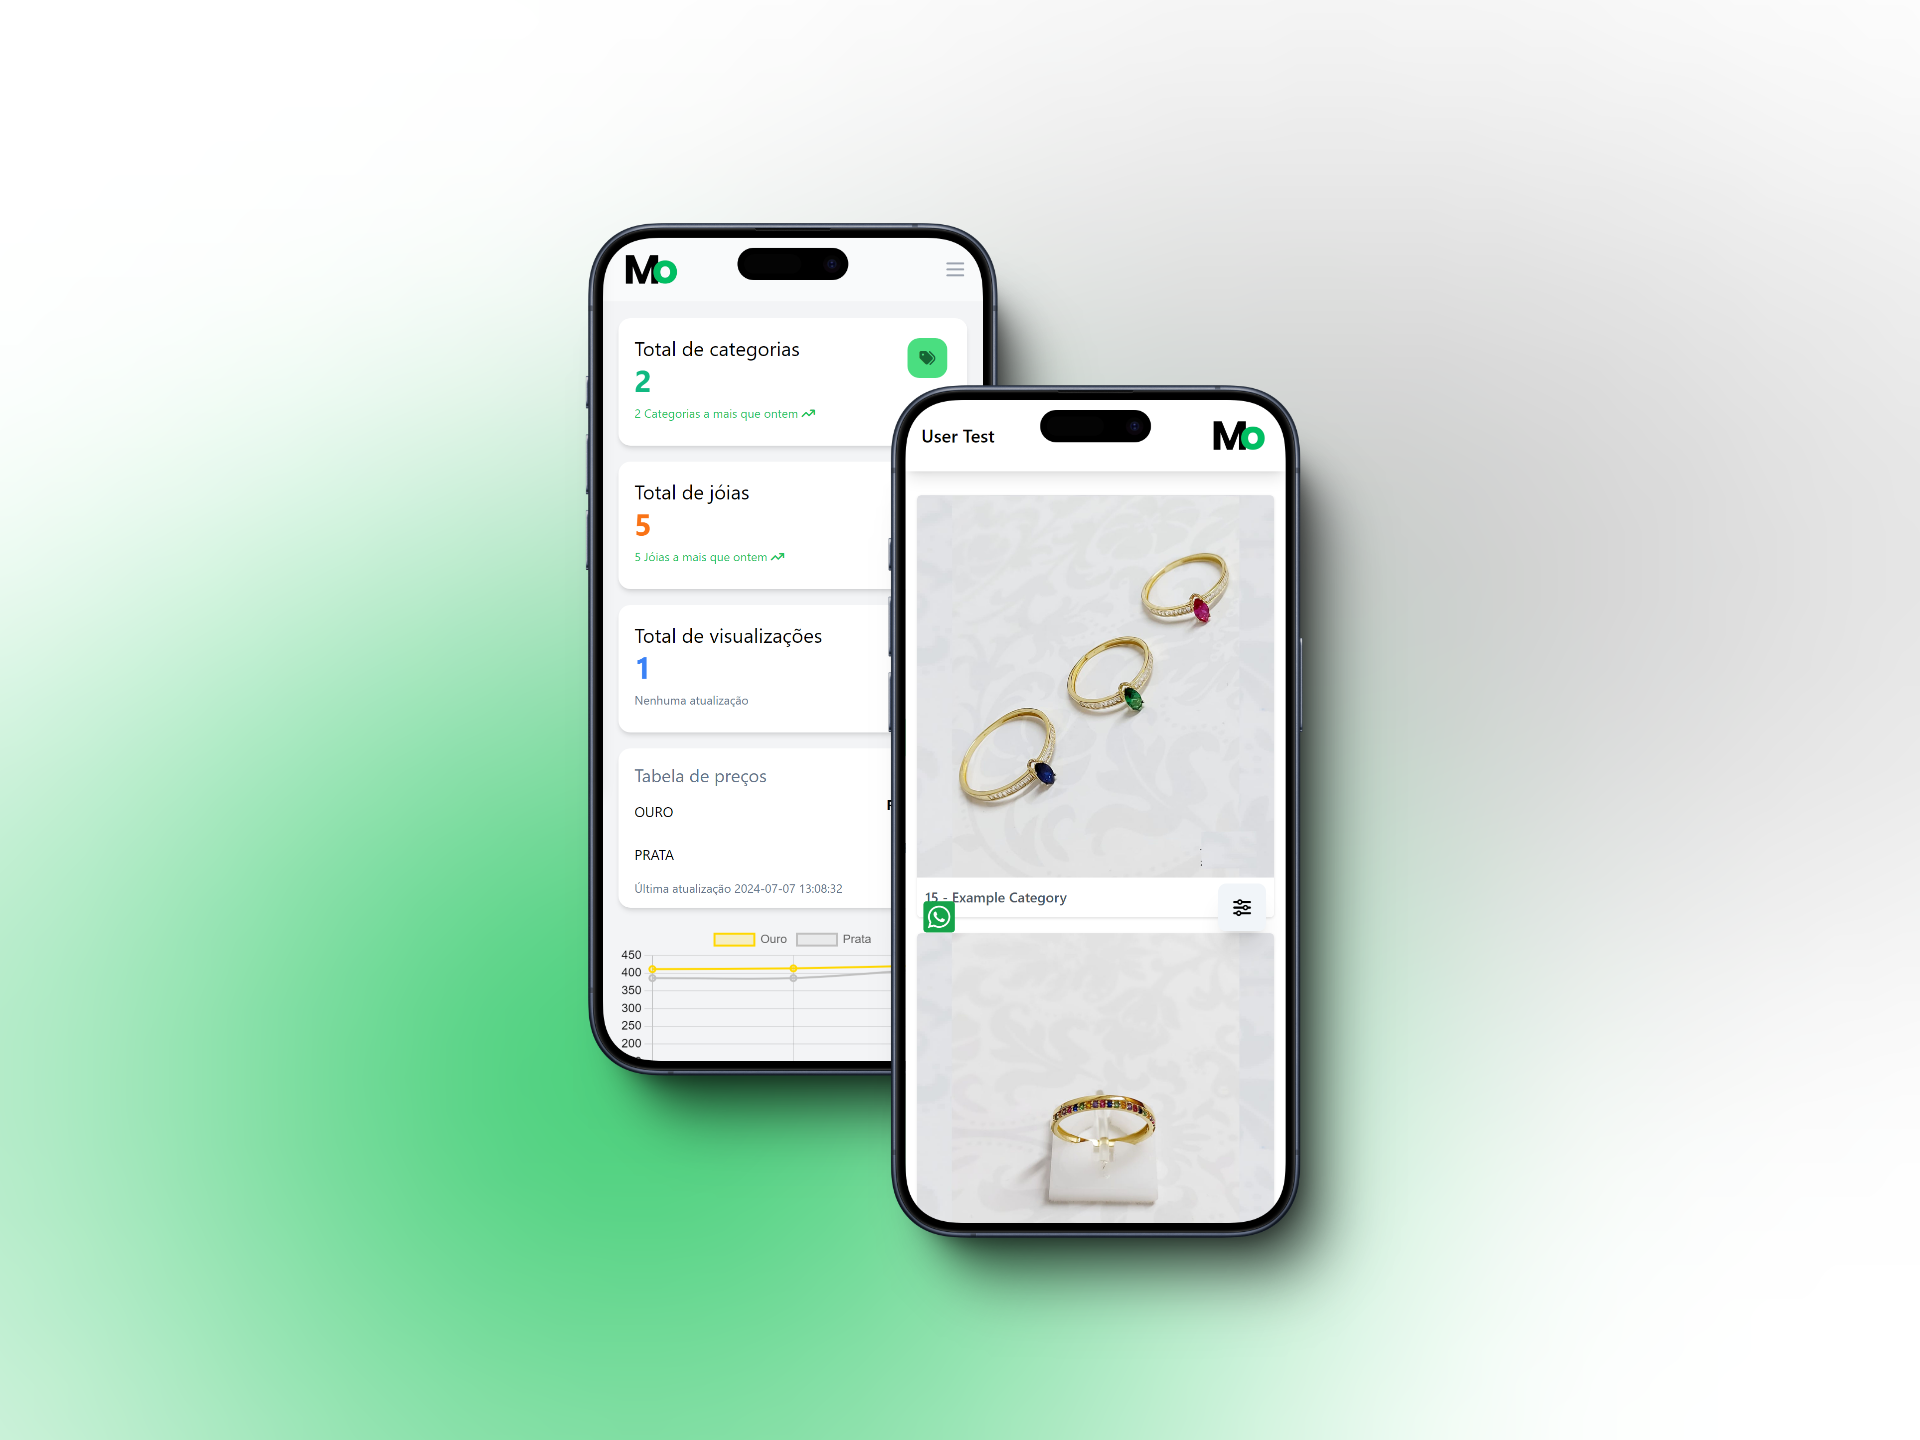 Mo
Total de categorias
2
2 Categorias a mais que ontem
Total de jóias
5
5 Jóias a mais que ontem
Total de visualizações
1
Nenhuma atualização
Tabela de preços
OURO
PRATA
Última atualização 2024-07-07 13:08:32
Ouro Prata
450
400
350
300
250
200
User Test
Mo
15 - Example Category